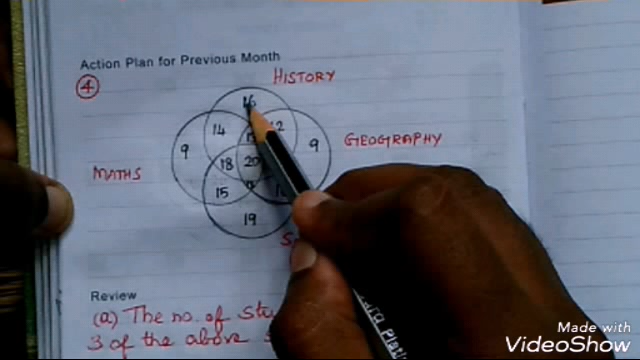 Action Plan for Previous Month
4
HISTORY
16
14
12
9
9
GEOGRAPHY
MATHS
18
20
15
19
Review
(a) The no. of
3 of the above
Made with
VideoShow